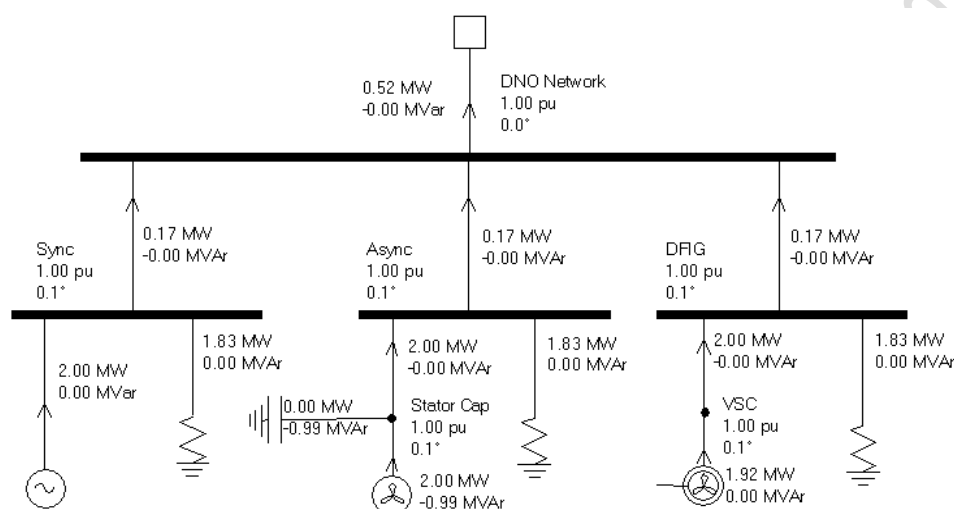 0.52 MW
-0.00 MVar
DNO Network
1.00 pu
0.0°
Sync
1.00 pu
0.1°
0.17 MW
-0.00 MVAr
Async
1.00 pu
0.1°
0.17 MW
-0.00 MVAr
DFIG
1.00 pu
0.1°
0.17 MW
-0.00 MVAr
2.00 MW
0.00 MVar
1.83 MW
0.00 MVAr
2.00 MW
-0.00 MVAr
1.83 MW
0.00 MVAr
2.00 MW
-0.00 MVAr
1.83 MW
0.00 MVAr
0.00 MW
-0.99 MVAr
Stator Cap
1.00 pu
0.1°
2.00 MW
-0.99 MVAr
VSC
1.00 pu
0.1°
1.92 MW
0.00 MVAr